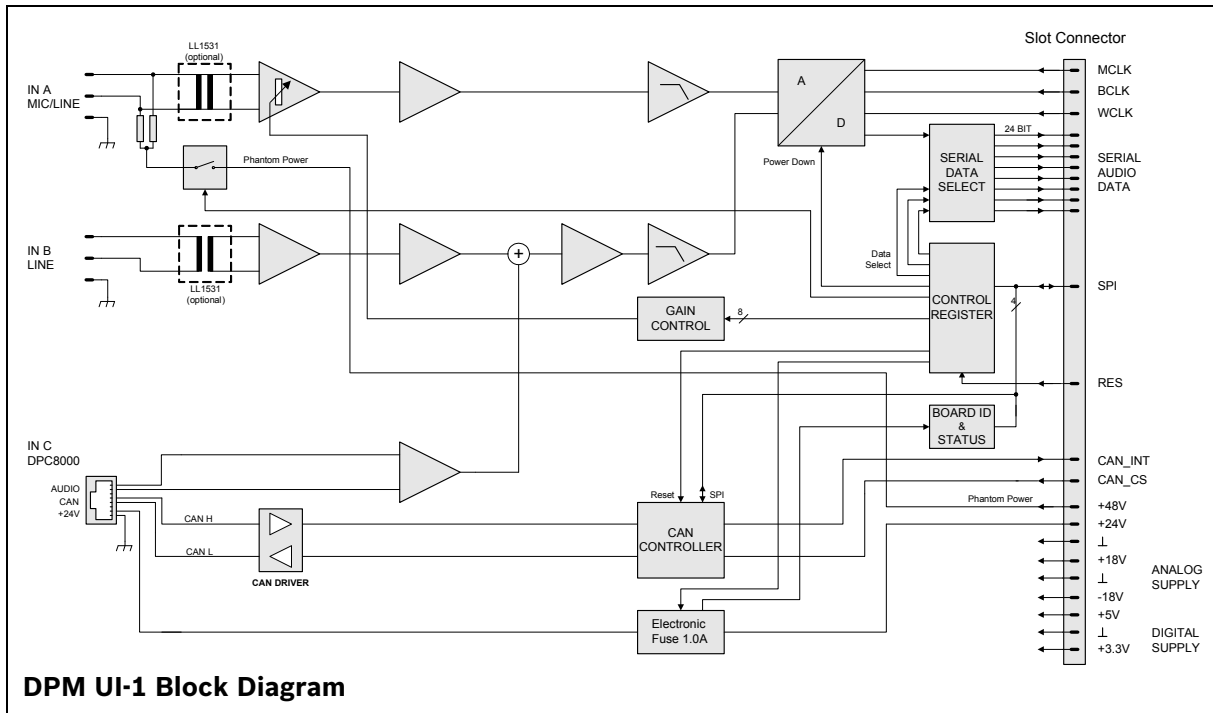 Slot Connector
LL1531
(optional)
IN A
MIC/LINE
A
D
MCLK
BCLK
WCLK
24 BIT
SERIAL
DATA
SELECT
SERIAL
AUDIO
DATA
Phantom Power
Power Down
IN B
LINE
LL1531
(optional)
+
Data
Select
GAIN
CONTROL
8
CONTROL
REGISTER
4
SPI
RES
BOARD ID
&
STATUS
IN C
DPC8000
AUDIO
CAN
+24V
CAN H
CAN L
CAN DRIVER
Reset
SPI
CAN
CONTROLLER
CAN_INT
CAN_CS
Phantom Power
+48V
+24V
⊥
+18V
⊥
-18V
+5V
⊥
+3.3V
ANALOG
SUPPLY
DIGITAL
SUPPLY
Electronic
Fuse 1.0A
DPM UI-1 Block Diagram